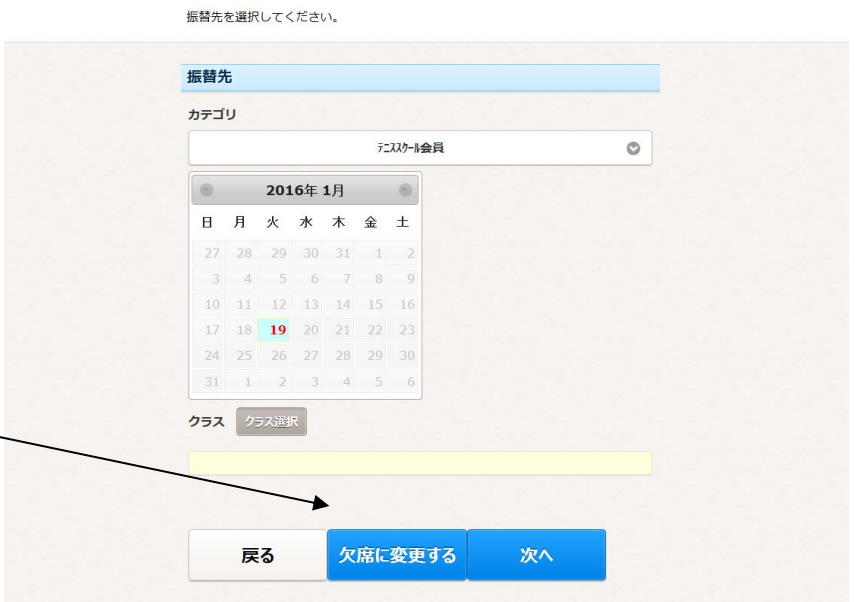 振替先を選択してください。
振替先
カテゴリ
ﾃﾆｽｽｸｰﾙ会員
2016年 1月
日 月 火 水 木 金 土
27 28 29 30 31 1 2
3 4 5 6 7 8 9
10 11 12 13 14 15 16
17 18 19 20 21 22 23
24 25 26 27 28 29 30
31 1 2 3 4 5 6
クラス クラス選択
戻る 欠席に変更する 次へ